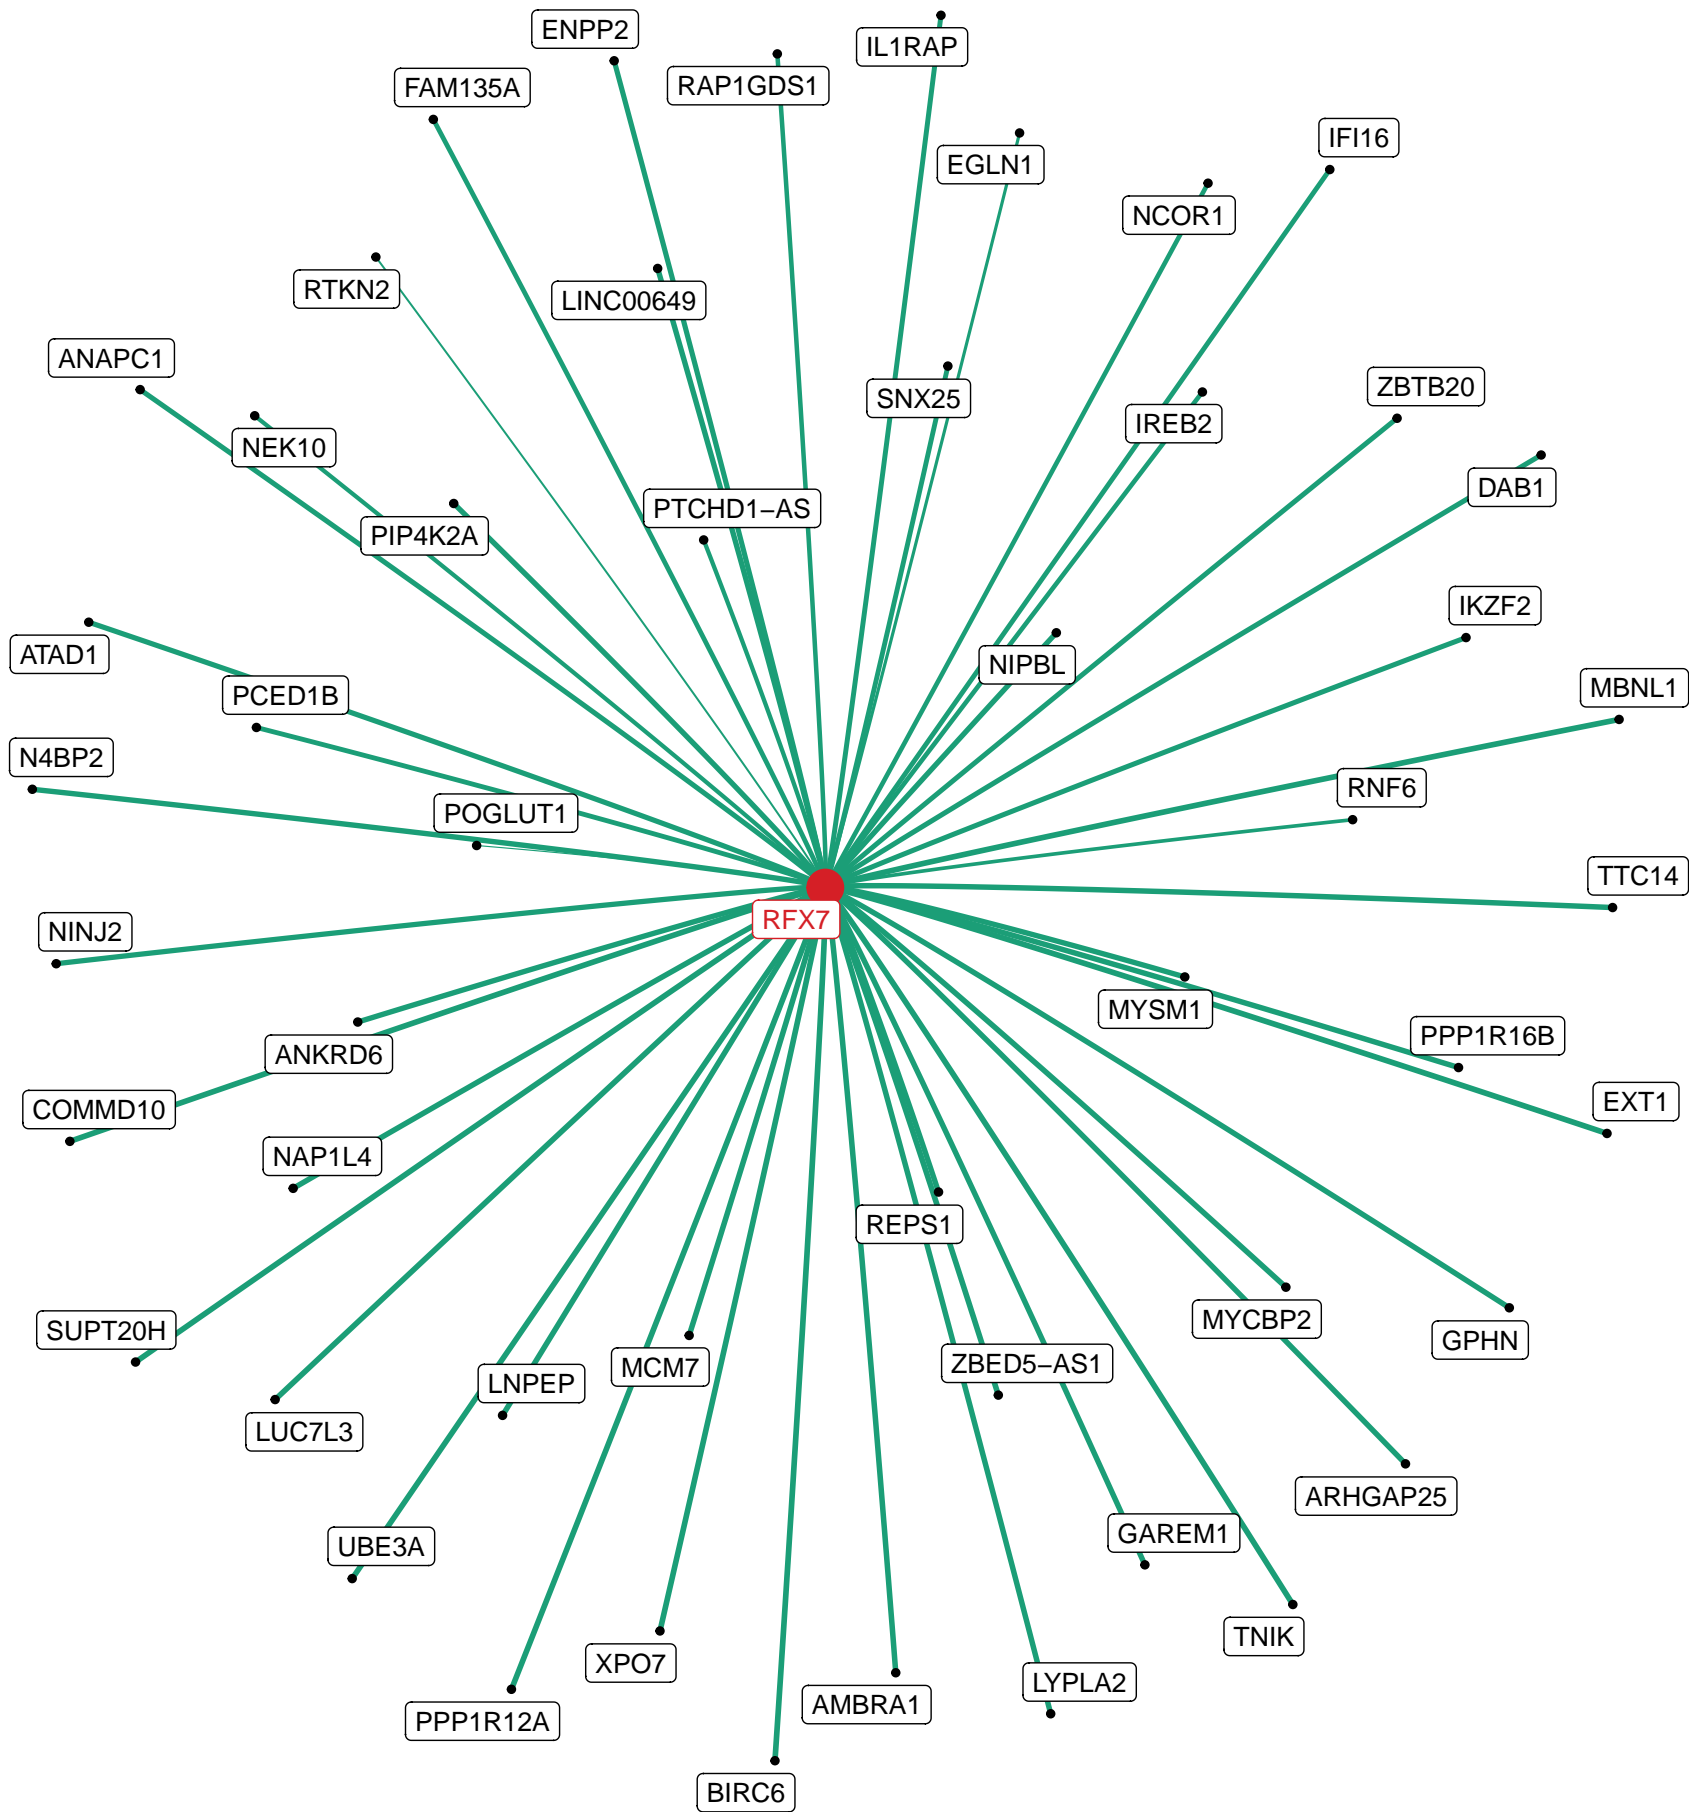 ENPP2
IL1RAP
RAP1GDS1
FAM135A
IFI16
EGLN1
NCOR1
RTKN2
LINC00649
ANAPC1
ZBTB20
SNX25
IREB2
NEK10
DAB1
PTCHD1–AS
PIP4K2A
IKZF2
ATAD1
NIPBL
MBNL1
PCED1B
N4BP2
RNF6
POGLUT1
TTC14
RFX7
NINJ2
MYSM1
PPP1R16B
ANKRD6
EXT1
COMMD10
NAP1L4
REPS1
MYCBP2
SUPT20H
GPHN
ZBED5–AS1
MCM7
LNPEP
LUC7L3
ARHGAP25
GAREM1
UBE3A
TNIK
XPO7
LYPLA2
AMBRA1
PPP1R12A
BIRC6